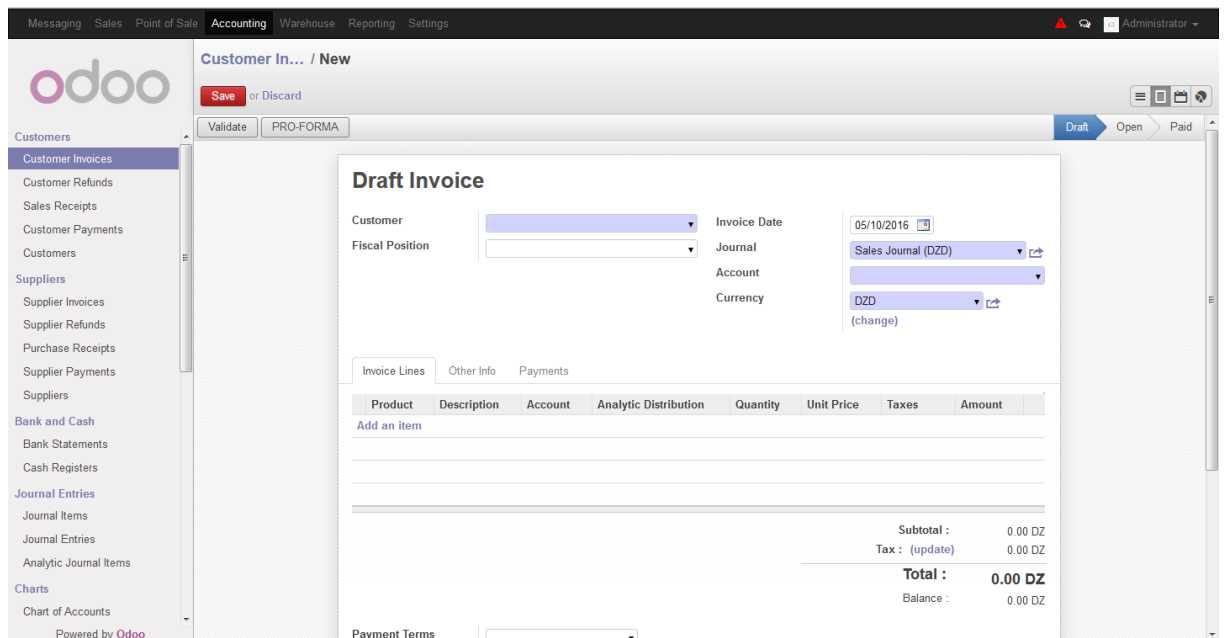 Messaging Sales Point of Sale Accounting Warehouse Reporting Settings Administrator
odoo
Customers
Customer Invoices
Customer Refunds
Sales Receipts
Customer Payments
Customers
Suppliers
Supplier Invoices
Supplier Refunds
Purchase Receipts
Supplier Payments
Suppliers
Bank and Cash
Bank Statements
Cash Registers
Journal Entries
Journal Items
Journal Entries
Analytic Journal Items
Charts
Chart of Accounts
Powered by Odoo
Customer In... / New
Save or Discard
Validate PRO-FORMA Draft Open Paid
Draft Invoice
Customer
Fiscal Position
Invoice Date 05/10/2016
Journal Sales Journal (DZD)
Account
Currency DZD
(change)
Invoice Lines Other Info Payments
Product Description Account Analytic Distribution Quantity Unit Price Taxes Amount
Add an item
Subtotal : 0.00 DZ
Tax : (update) 0.00 DZ
Total : 0.00 DZ
Balance : 0.00 DZ
Payment Terms